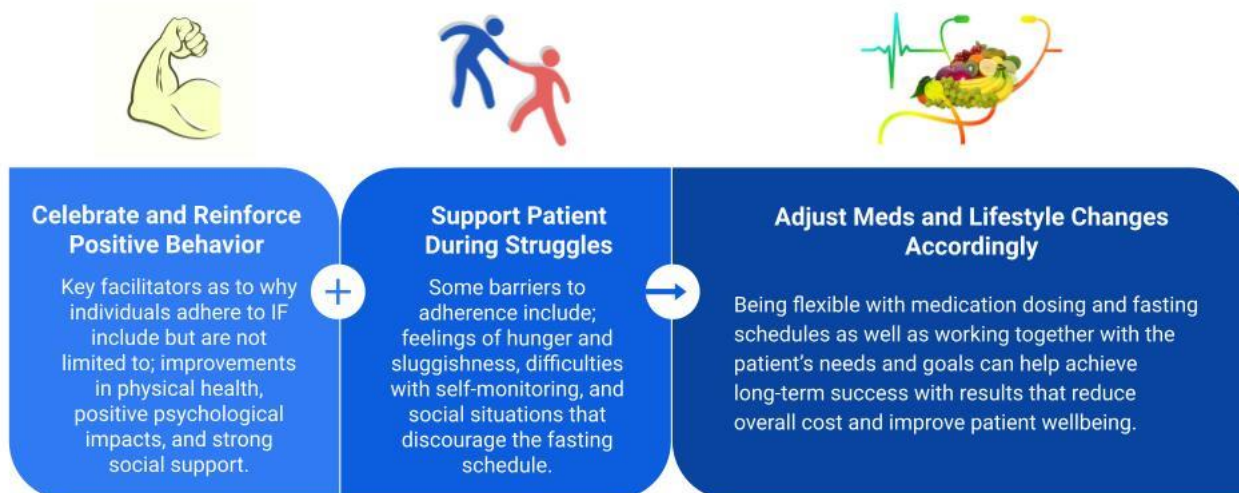 Celebrate and Reinforce
Positive Behavior
Key facilitators as to why
individuals adhere to IF
include but are not
limited to; improvements
in physical health,
positive psychological
impacts, and strong
social support.
+
Support Patient
During Struggles
Some barriers to
adherence include;
feelings of hunger and
sluggishness, difficulties
with self-monitoring, and
social situations that
discourage the fasting
schedule.
Adjust Meds and Lifestyle Changes
Accordingly
Being flexible with medication dosing and fasting
schedules as well as working together with the
patient's needs and goals can help achieve
long-term success with results that reduce
overall cost and improve patient wellbeing.